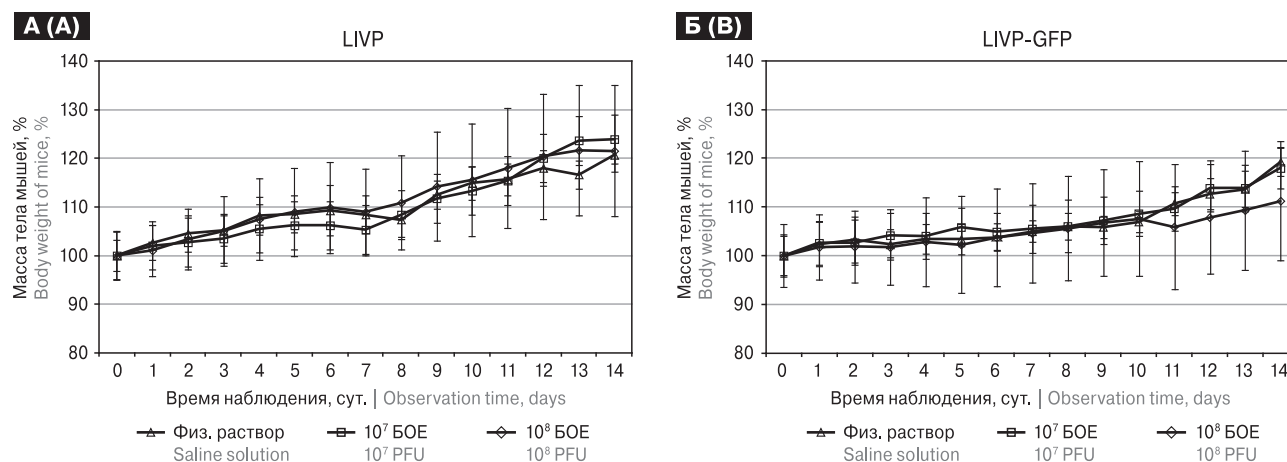 А (A)
LIVP
Масса тела мышей, %
Body weight of mice, %
140
130
120
110
100
90
80
0 1 2 3 4 5 6 7 8 9 10 11 12 13 14
Время наблюдения, сут. | Observation time, days
Физ. раствор 10⁷ БОЕ 10⁸ БОЕ
Saline solution 10⁷ PFU 10⁸ PFU
Б (B)
LIVP-GFP
Масса тела мышей, %
Body weight of mice, %
140
130
120
110
100
90
80
0 1 2 3 4 5 6 7 8 9 10 11 12 13 14
Время наблюдения, сут. | Observation time, days
Физ. раствор 10⁷ БОЕ 10⁸ БОЕ
Saline solution 10⁷ PFU 10⁸ PFU